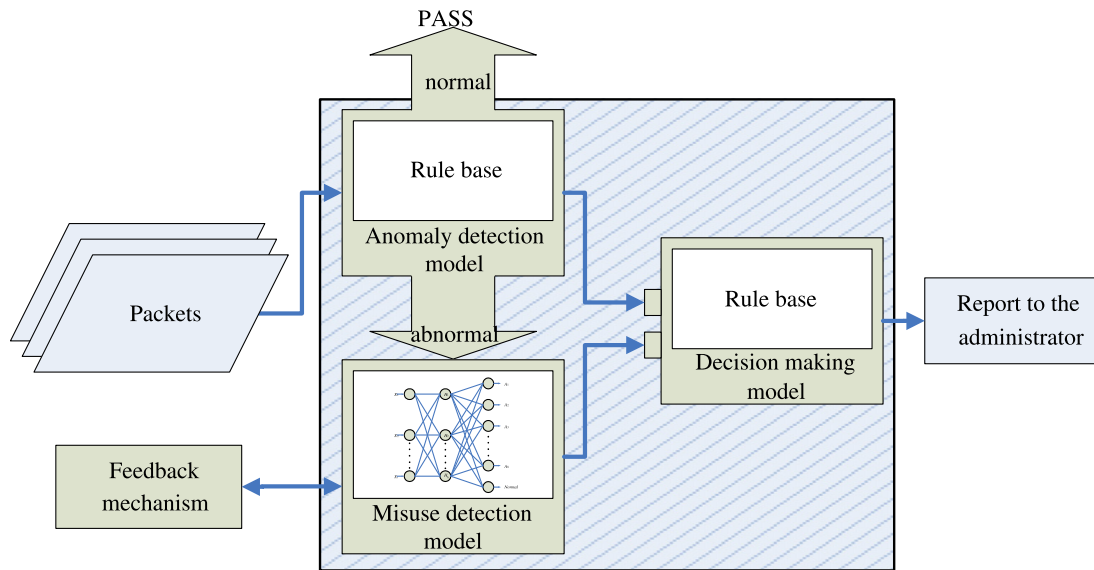 PASS
normal
Rule base
Anomaly detection
model
Packets
abnormal
Rule base
Decision making
model
Report to the
administrator
Feedback
mechanism
Normal
Misuse detection
model